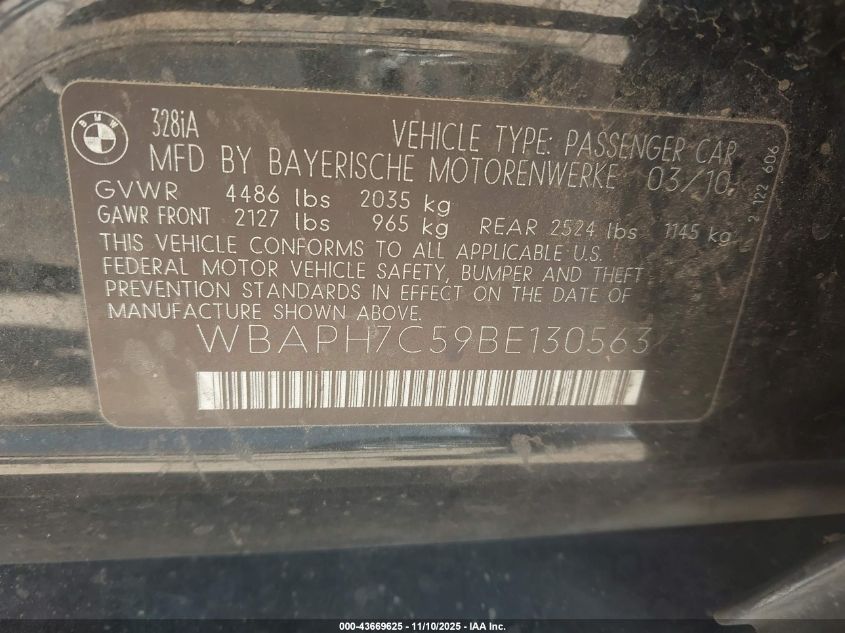 BMW
328iA
VEHICLE TYPE: PASSENGER CAR
MFD BY BAYERISCHE MOTORENWERKE 03/10
GVWR 4486 lbs 2035 kg
GAWR FRONT 2127 lbs 965 kg REAR 2524 lbs 1145 kg
THIS VEHICLE CONFORMS TO ALL APPLICABLE U.S.
FEDERAL MOTOR VEHICLE SAFETY, BUMPER AND THEFT
PREVENTION STANDARDS IN EFFECT ON THE DATE OF
MANUFACTURE SHOWN ABOVE.
WBAPH7C59BE130563
2 122 606
000-43669625 - 11/10/2025 - IAA Inc.